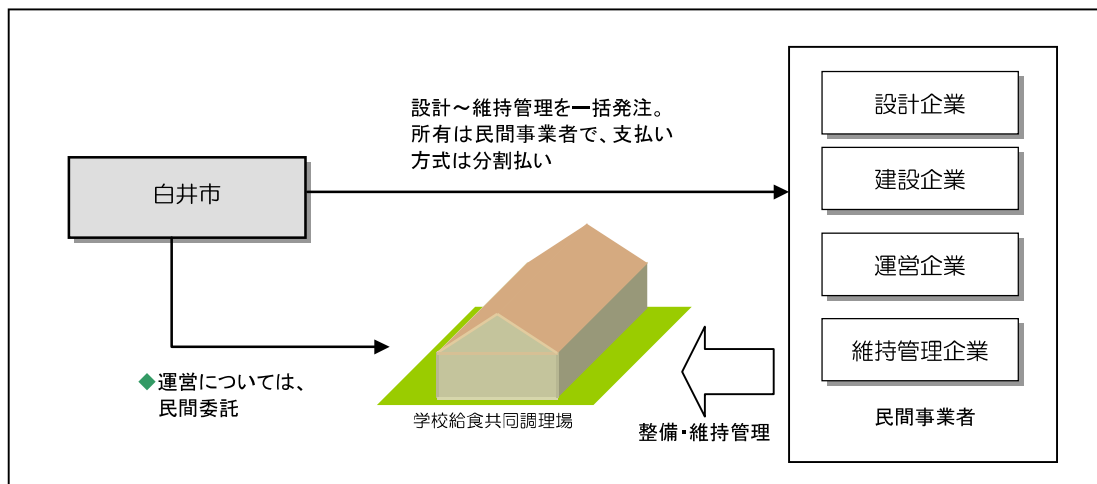 設計～維持管理を一括発注。
所有は民間事業者で、支払い
方式は分割払い
白井市
設計企業
建設企業
運営企業
維持管理企業
民間事業者
◆運営については、
民間委託
学校給食共同調理場
整備・維持管理